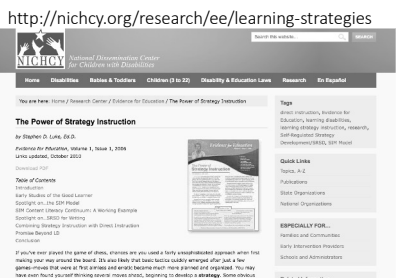 http://nichcy.org/research/ee/learning-strategies
Search this website...
SEARCH
NICHCY
National Dissemination Center
for Children with Disabilities
Home Disabilities Babies & Toddlers Children (3 to 22) Disability & Education Laws Research En Español
You are here: Home / Research Center / Evidence for Education / The Power of Strategy Instruction
The Power of Strategy Instruction
by Stephen D. Luke, Ed.D.
Evidence for Education, Volume 1, Issue 1, 2006
Links updated, October 2010
Download PDF
Table of Contents
Introduction
Early Studies of the Good Learner
Spotlight on...the SIM Model
SIM Content Literacy Continuum: A Working Example
Spotlight on...SRSD for Writing
Combining Strategy Instruction with Direct Instruction
Promise Beyond LD
Conclusion
If you've ever played the game of chess, chances are you used a fairly unsophisticated approach when first
making your way around the board. It's also likely that basic tactics quickly emerged after just a few
games–moves that were at first aimless and erratic became much more planned and organized. You may
have even found yourself thinking several moves ahead, beginning to develop a strategy. Some obvious
Tags
direct instruction, Evidence for
Education, learning disabilities,
learning strategy instruction, research,
Self-Regulated Strategy
Development/SRSD, SIM Model
Quick Links
Topics, A-Z
Publications
State Organizations
National Organizations
ESPECIALLY FOR...
Families and Communities
Early Intervention Providers
Schools and Administrators